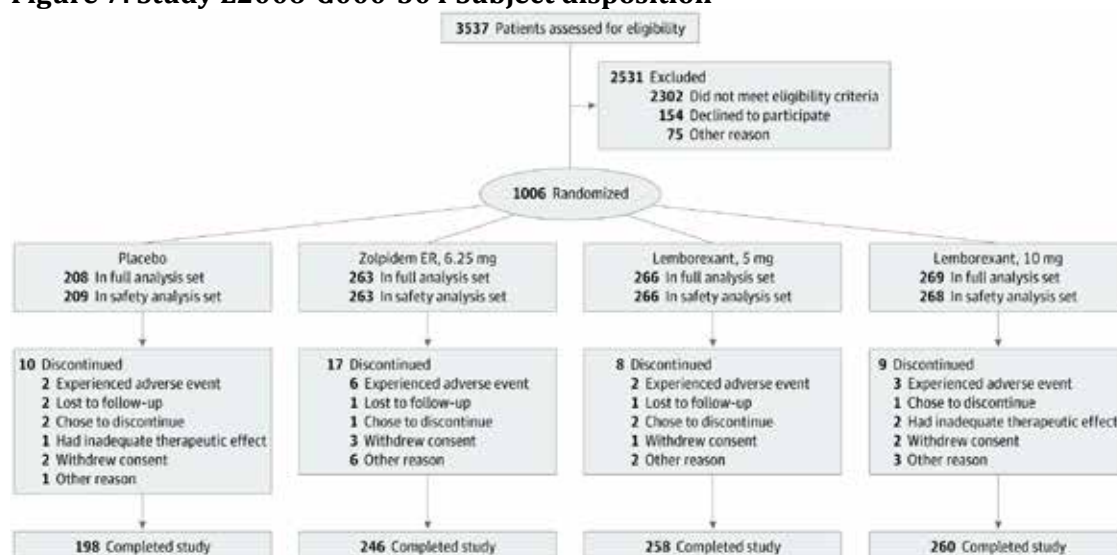 Figure 7: Study E2006-G000-304 Subject disposition
3537 Patients assessed for eligibility
2531 Excluded
2302 Did not meet eligibility criteria
154 Declined to participate
75 Other reason
1006 Randomized
Placebo
208 In full analysis set
209 In safety analysis set
Zolpidem ER, 6.25 mg
263 In full analysis set
263 In safety analysis set
Lemborexant, 5 mg
266 In full analysis set
266 In safety analysis set
Lemborexant, 10 mg
269 In full analysis set
268 In safety analysis set
10 Discontinued
2 Experienced adverse event
2 Lost to follow-up
2 Chose to discontinue
1 Had inadequate therapeutic effect
2 Withdrew consent
1 Other reason
17 Discontinued
6 Experienced adverse event
1 Lost to follow-up
1 Chose to discontinue
3 Withdrew consent
6 Other reason
8 Discontinued
2 Experienced adverse event
1 Lost to follow-up
2 Chose to discontinue
1 Withdrew consent
2 Other reason
9 Discontinued
3 Experienced adverse event
1 Chose to discontinue
2 Had inadequate therapeutic effect
2 Withdrew consent
3 Other reason
198 Completed study
246 Completed study
258 Completed study
260 Completed study